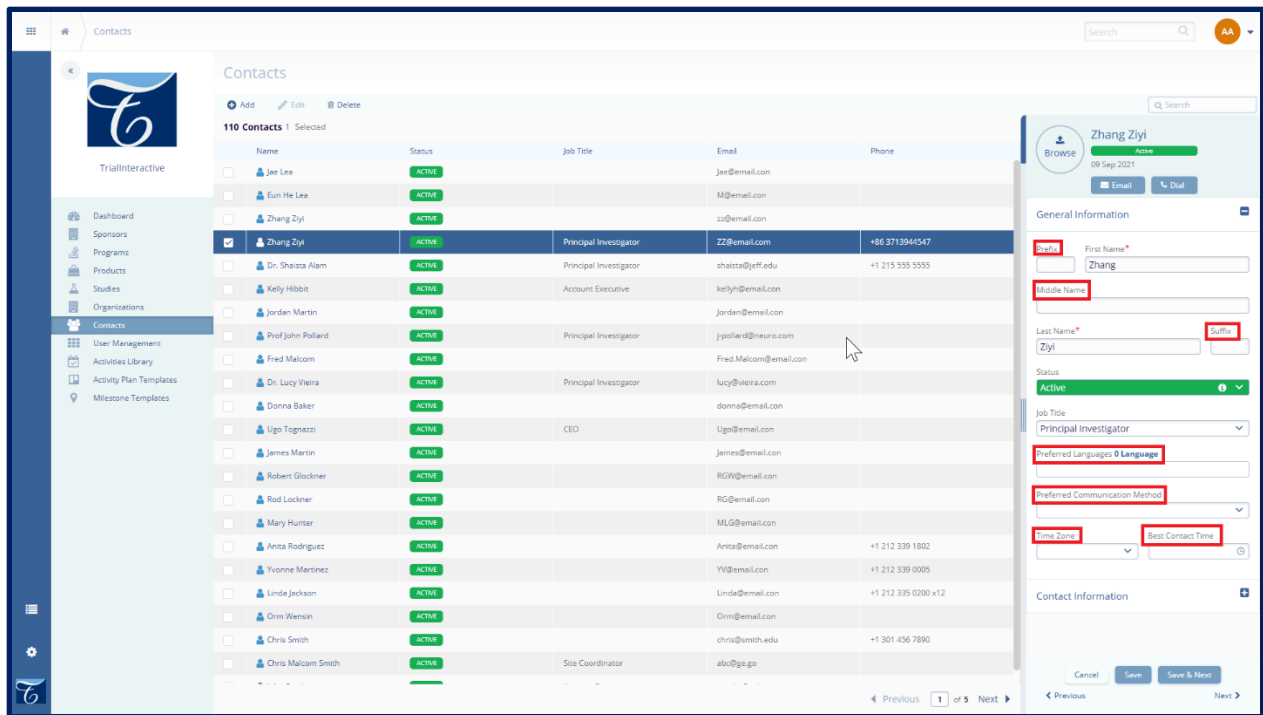 Contacts
Search
AA
TrialInteractive
Dashboard
Sponsors
Programs
Products
Studies
Organizations
Contacts
User Management
Activities Library
Activity Plan Templates
Milestone Templates
Contacts
Add Edit Delete
Search
110 Contacts 1 Selected
Name Status Job Title Email Phone
Jae Lea ACTIVE Jae@email.con
Eun He Lea ACTIVE M@email.con
Zhang Ziyi ACTIVE zz@email.con
Zhang Ziyi ACTIVE Principal Investigator ZZ@email.com +86 3713944547
Dr. Shaista Alam ACTIVE Principal Investigator shaista@jeff.edu +1 215 555 5555
Kelly Hibbit ACTIVE Account Executive kellyh@email.con
Jordan Martin ACTIVE Jordan@email.con
Prof John Pollard ACTIVE Principal Investigator j-pollard@neuro.com
Fred Malcom ACTIVE Fred.Malcom@email.con
Dr. Lucy Vieira ACTIVE Principal Investigator lucy@vieira.com
Donna Baker ACTIVE donna@email.con
Ugo Tognazzi ACTIVE CEO Ugo@email.con
James Martin ACTIVE James@email.con
Robert Glockner ACTIVE RGW@email.con
Rod Lockner ACTIVE RG@email.con
Mary Hunter ACTIVE MLG@email.con
Anita Rodriguez ACTIVE Anita@email.con +1 212 339 1802
Yvonne Martinez ACTIVE YV@email.con +1 212 339 0005
Linda Jackson ACTIVE Linda@email.con +1 212 335 0200 x12
Orm Wensin ACTIVE Orm@email.con
Chris Smith ACTIVE chris@smith.edu +1 301 456 7890
Chris Malcom Smith ACTIVE Site Coordinator abc@ge.go
Previous 1 of 5 Next
Browse
Zhang Ziyi
Active
09 Sep 2021
Email Dial
General Information
Prefix First Name*
Zhang
Middle Name
Last Name* Suffix
Ziyi
Status
Active
Job Title
Principal Investigator
Preferred Languages 0 Language
Preferred Communication Method
Time Zone Best Contact Time
Contact Information
Cancel Save Save & Next
Previous Next